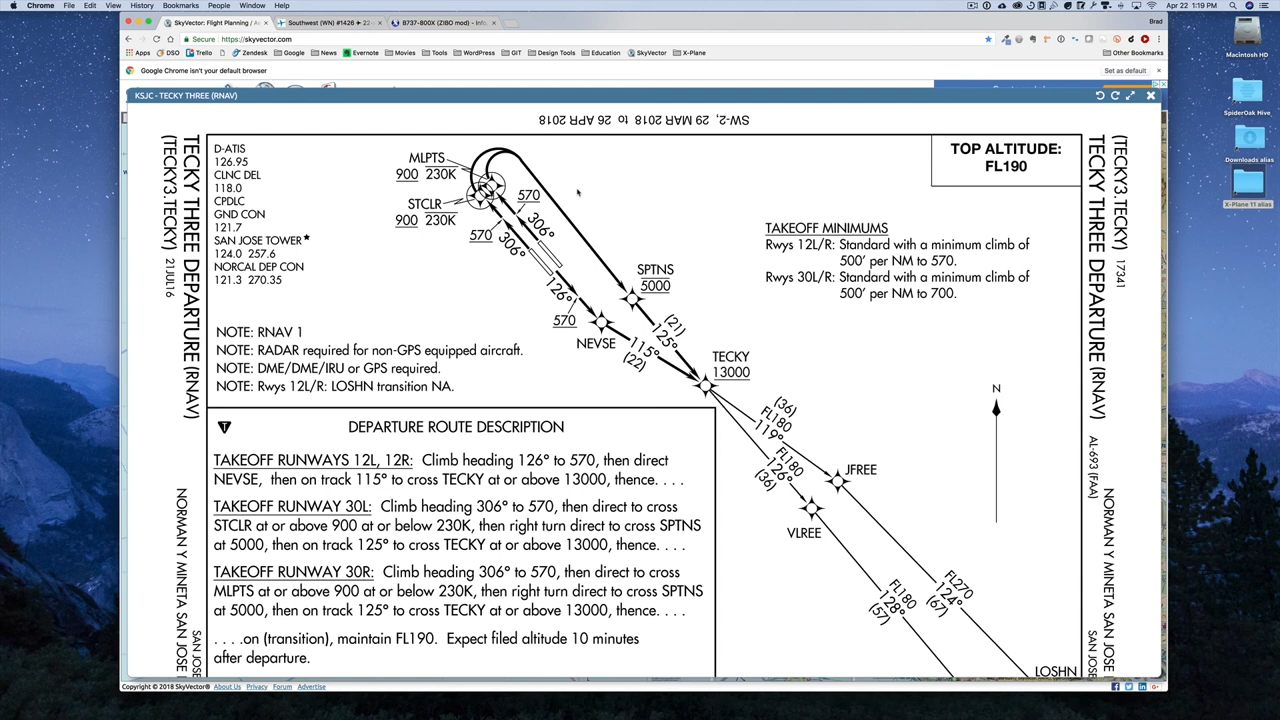 Chrome File Edit View History Bookmarks People Window Help
Apr 22 1:19 PM Brad
SkyVector: Flight Planning / Ae
Southwest (WN) #1426 ✈ 22-
B737-800X (ZIBO mod) - Info.
Brad
Secure https://skyvector.com
Apps DSO Trello Zendesk Google News Evernote Movies Tools WordPress GIT Design Tools Education SkyVector X-Plane Other Bookmarks
Google Chrome isn't your default browser
Set as default
KSJC - TECKY THREE (RNAV)
SW-2, 29 MAR 2018 to 26 APR 2018
(TECKY3.TECKY) 21JUL16
TECKY THREE DEPARTURE (RNAV)
NORMAN Y MINETA SAN JOSE
SAN JOSE
D-ATIS
126.95
CLNC DEL
118.0
CPDLC
GND CON
121.7
SAN JOSE TOWER★
124.0 257.6
NORCAL DEP CON
121.3 270.35
MLPTS
900 230K
STCLR
900 230K
570
306°
570
306°
126°
570
NEVSE
SPTNS
5000
(21)
125°
115°
(22)
TECKY
13000
TOP ALTITUDE:
FL190
TAKEOFF MINIMUMS
Rwys 12L/R: Standard with a minimum climb of
500' per NM to 570.
Rwys 30L/R: Standard with a minimum climb of
500' per NM to 700.
NOTE: RNAV 1
NOTE: RADAR required for non-GPS equipped aircraft.
NOTE: DME/DME/IRU or GPS required.
NOTE: Rwys 12L/R: LOSHN transition NA.
N
(36)
FL180
119°
FL180
126°
(36)
JFREE
VLREE
FL180
128°
(57)
FL270
124°
(67)
LOSHN
DEPARTURE ROUTE DESCRIPTION
TAKEOFF RUNWAYS 12L, 12R: Climb heading 126° to 570, then direct
NEVSE, then on track 115° to cross TECKY at or above 13000, thence. . . .
TAKEOFF RUNWAY 30L: Climb heading 306° to 570, then direct to cross
STCLR at or above 900 at or below 230K, then right turn direct to cross SPTNS
at 5000, then on track 125° to cross TECKY at or above 13000, thence. . . .
TAKEOFF RUNWAY 30R: Climb heading 306° to 570, then direct to cross
MLPTS at or above 900 at or below 230K, then right turn direct to cross SPTNS
at 5000, then on track 125° to cross TECKY at or above 13000, thence. . . .
. . . .on (transition), maintain FL190. Expect filed altitude 10 minutes
after departure.
TECKY THREE DEPARTURE (RNAV)
(TECKY3.TECKY) 17341
AL-693 (FAA)
NORMAN Y MINETA SAN JOSE
SAN JOSE
Copyright © 2018 SkyVector® About Us Privacy Forum Advertise
Macintosh HD
SpiderOak Hive
Downloads alias
X-Plane 11 alias